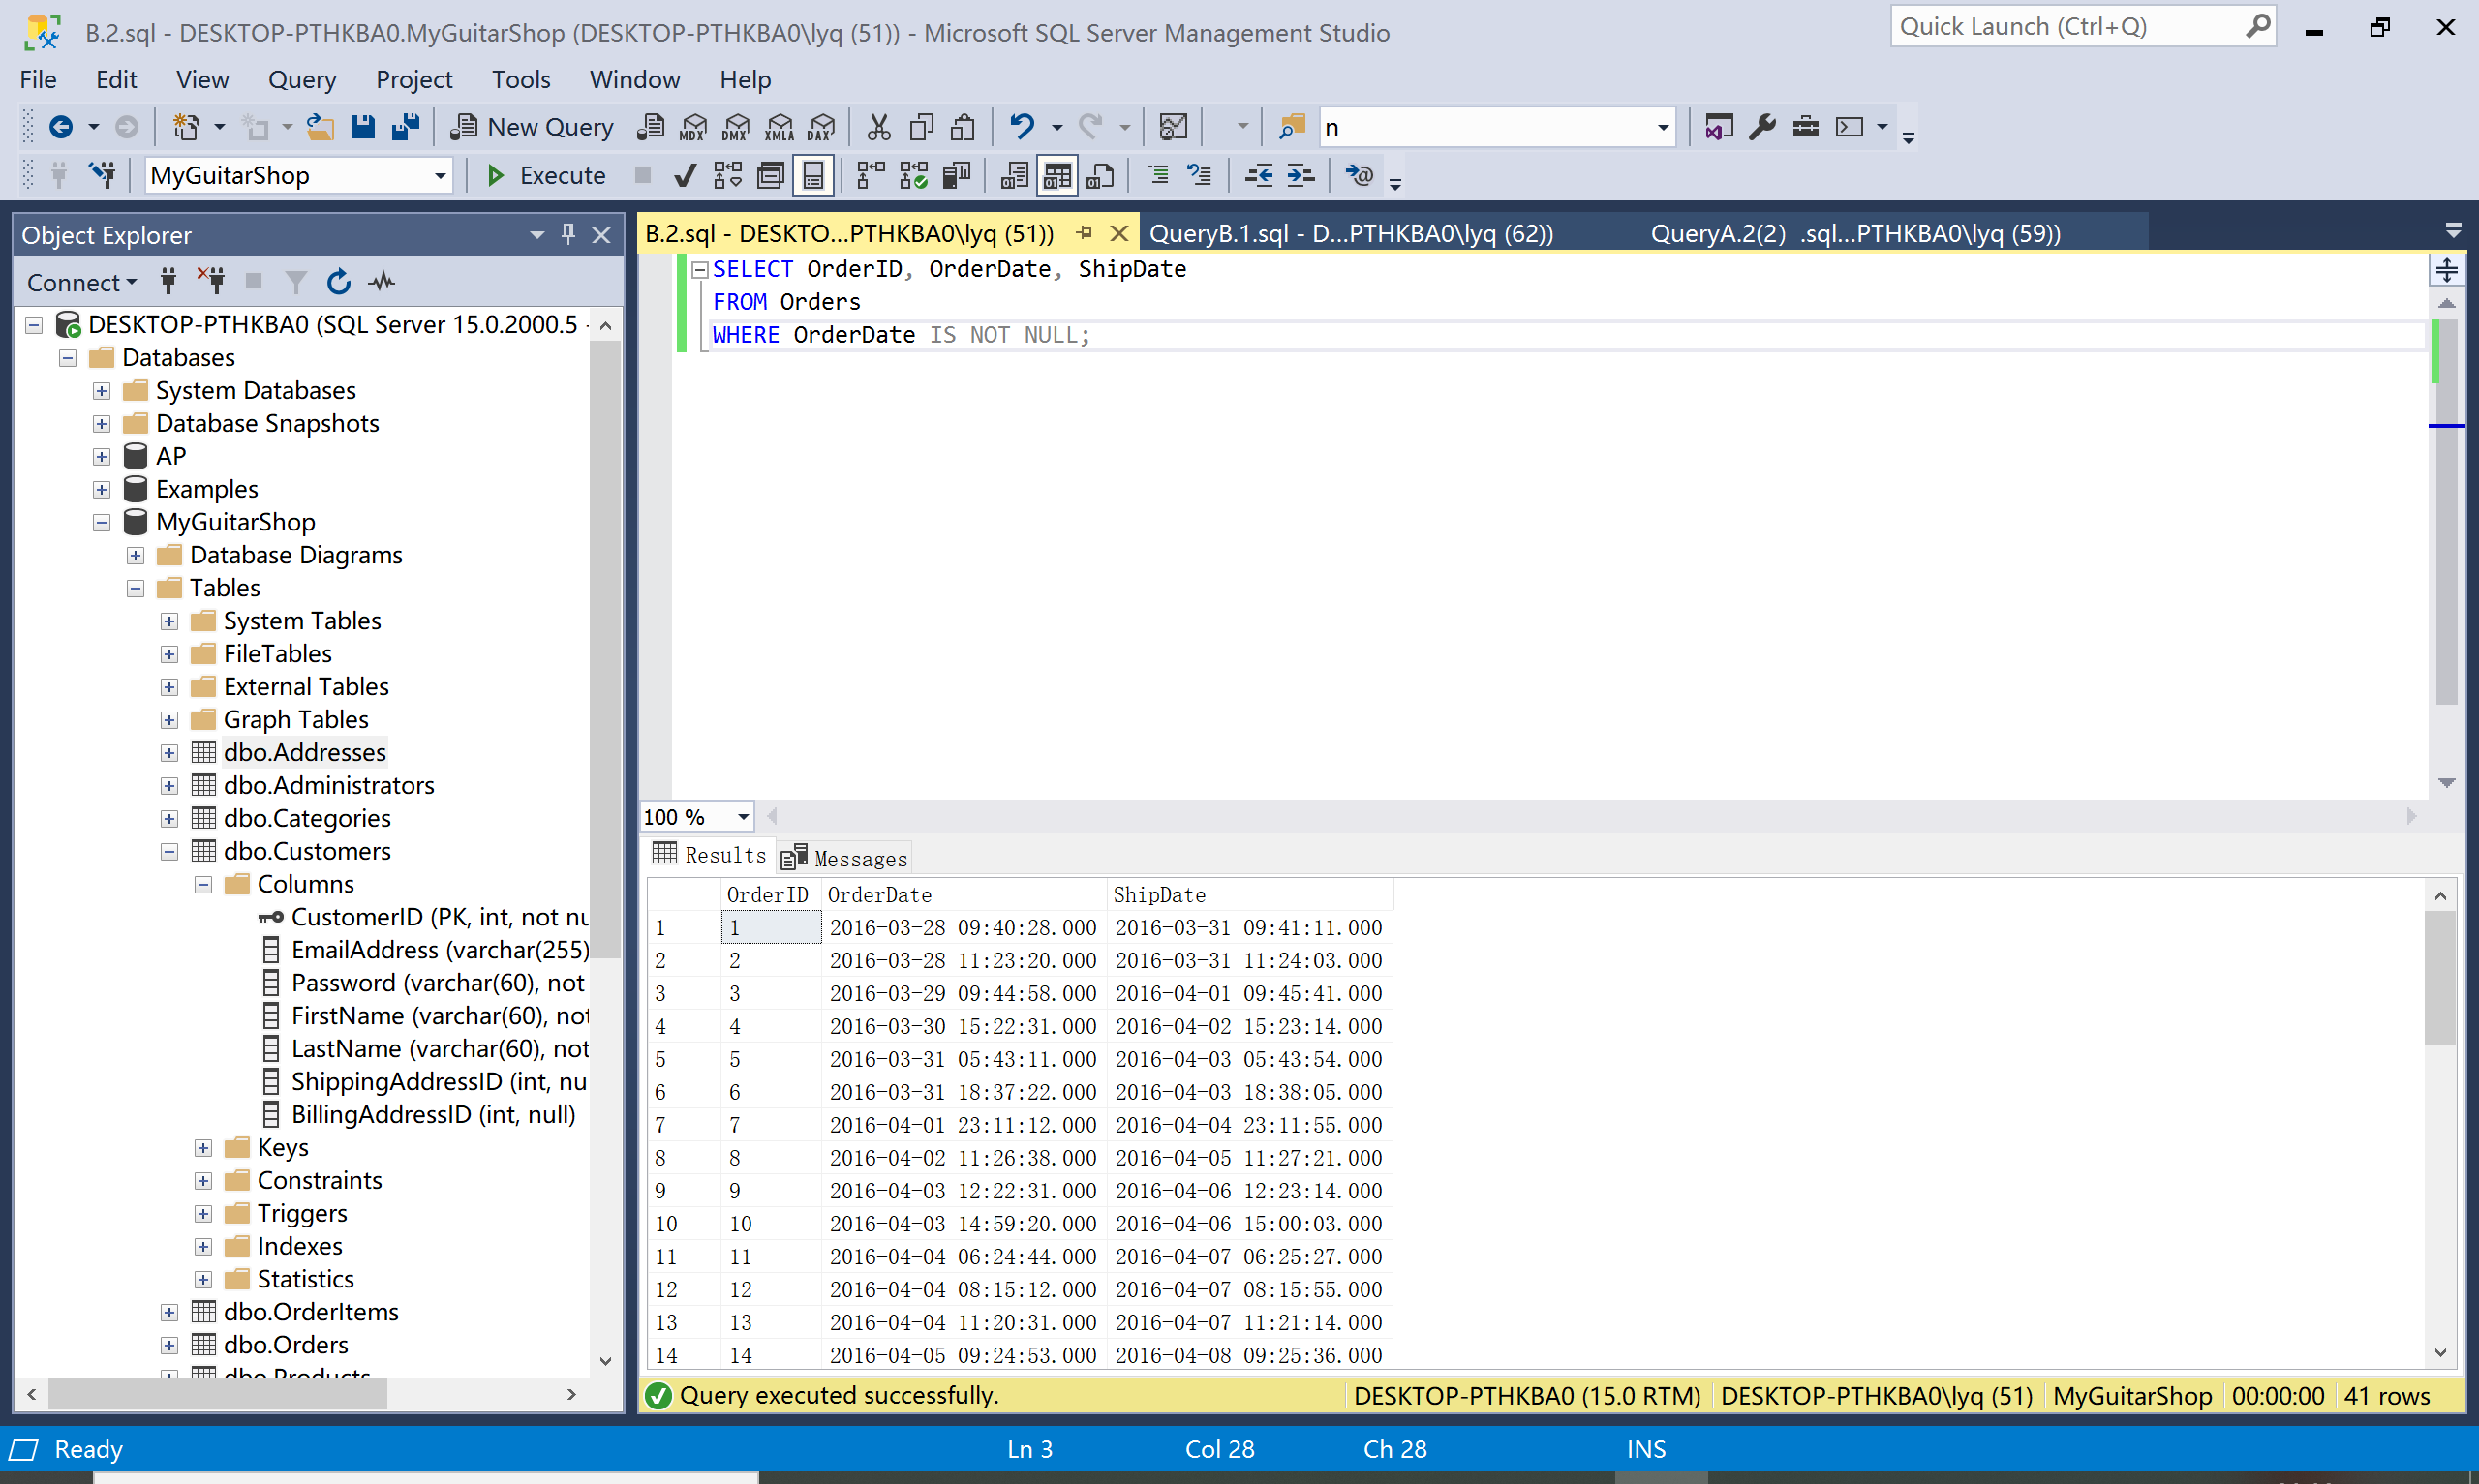 B.2.sql - DESKTOP-PTHKBA0.MyGuitarShop (DESKTOP-PTHKBA0\lyq (51)) - Microsoft SQL Server Management Studio
Quick Launch (Ctrl+Q)
File Edit View Query Project Tools Window Help
New Query MDX DMX XMLA DAX n
MyGuitarShop Execute
Object Explorer
Connect
DESKTOP-PTHKBA0 (SQL Server 15.0.2000.5 -
Databases
System Databases
Database Snapshots
AP
Examples
MyGuitarShop
Database Diagrams
Tables
System Tables
FileTables
External Tables
Graph Tables
dbo.Addresses
dbo.Administrators
dbo.Categories
dbo.Customers
Columns
CustomerID (PK, int, not nu
EmailAddress (varchar(255)
Password (varchar(60), not
FirstName (varchar(60), not
LastName (varchar(60), not
ShippingAddressID (int, nu
BillingAddressID (int, null)
Keys
Constraints
Triggers
Indexes
Statistics
dbo.OrderItems
dbo.Orders
dbo.Products
B.2.sql - DESKTO...PTHKBA0\lyq (51)) QueryB.1.sql - D...PTHKBA0\lyq (62)) QueryA.2(2) .sql...PTHKBA0\lyq (59))
SELECT OrderID, OrderDate, ShipDate
FROM Orders
WHERE OrderDate IS NOT NULL;
100 %
Results Messages
OrderID OrderDate ShipDate
1 1 2016-03-28 09:40:28.000 2016-03-31 09:41:11.000
2 2 2016-03-28 11:23:20.000 2016-03-31 11:24:03.000
3 3 2016-03-29 09:44:58.000 2016-04-01 09:45:41.000
4 4 2016-03-30 15:22:31.000 2016-04-02 15:23:14.000
5 5 2016-03-31 05:43:11.000 2016-04-03 05:43:54.000
6 6 2016-03-31 18:37:22.000 2016-04-03 18:38:05.000
7 7 2016-04-01 23:11:12.000 2016-04-04 23:11:55.000
8 8 2016-04-02 11:26:38.000 2016-04-05 11:27:21.000
9 9 2016-04-03 12:22:31.000 2016-04-06 12:23:14.000
10 10 2016-04-03 14:59:20.000 2016-04-06 15:00:03.000
11 11 2016-04-04 06:24:44.000 2016-04-07 06:25:27.000
12 12 2016-04-04 08:15:12.000 2016-04-07 08:15:55.000
13 13 2016-04-04 11:20:31.000 2016-04-07 11:21:14.000
14 14 2016-04-05 09:24:53.000 2016-04-08 09:25:36.000
Query executed successfully. DESKTOP-PTHKBA0 (15.0 RTM) DESKTOP-PTHKBA0\lyq (51) MyGuitarShop 00:00:00 41 rows
Ready Ln 3 Col 28 Ch 28 INS